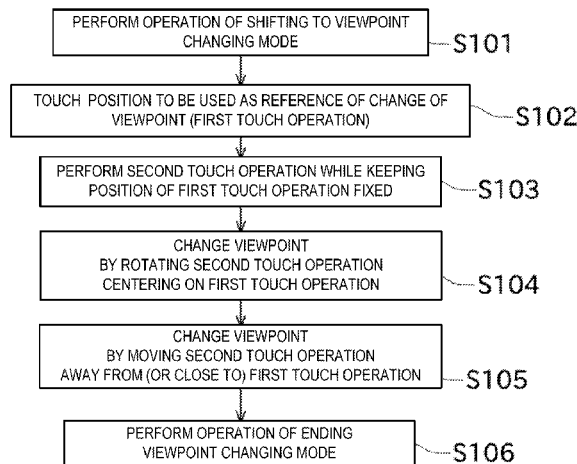 PERFORM OPERATION OF SHIFTING TO VIEWPOINT
CHANGING MODE
S101
TOUCH POSITION TO BE USED AS REFERENCE OF CHANGE OF
VIEWPOINT (FIRST TOUCH OPERATION)
S102
PERFORM SECOND TOUCH OPERATION WHILE KEEPING
POSITION OF FIRST TOUCH OPERATION FIXED
S103
CHANGE VIEWPOINT
BY ROTATING SECOND TOUCH OPERATION
CENTERING ON FIRST TOUCH OPERATION
S104
CHANGE VIEWPOINT
BY MOVING SECOND TOUCH OPERATION
AWAY FROM (OR CLOSE TO) FIRST TOUCH OPERATION
S105
PERFORM OPERATION OF ENDING
VIEWPOINT CHANGING MODE
S106